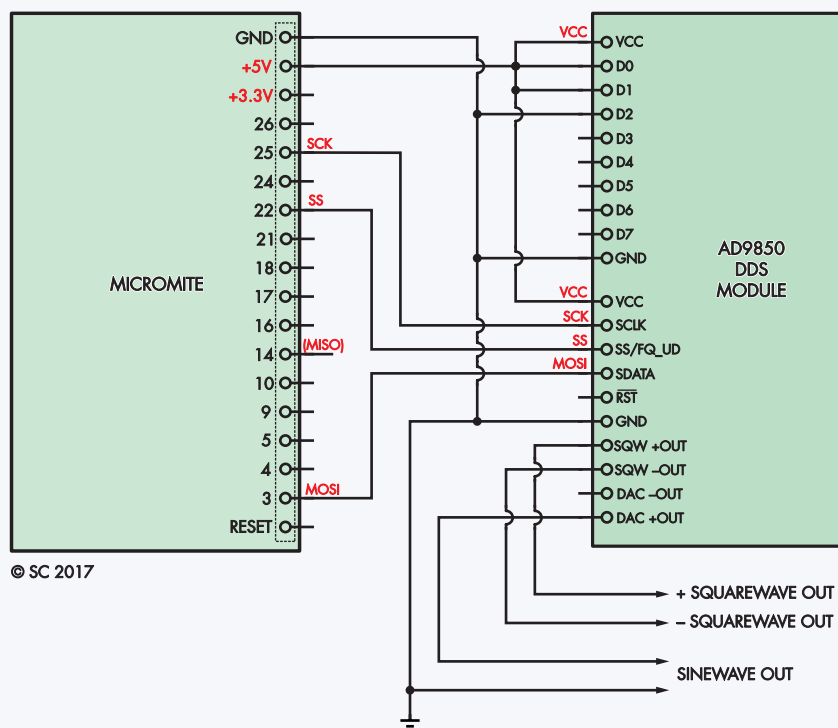 GND
+5V
+3.3V
26
25
SCK
24
22
SS
21
18
17
16
14
(MISO)
10
9
5
4
3
MOSI
RESET
MICROMITE
© SC 2017
VCC
VCC
D0
D1
D2
D3
D4
D5
D6
D7
GND
VCC
VCC
SCK
SCLK
SS
SS/FQ_UD
MOSI
SDATA
RST
GND
SQW +OUT
SQW –OUT
DAC –OUT
DAC +OUT
AD9850
DDS
MODULE
+ SQUAREWAVE OUT
– SQUAREWAVE OUT
SINEWAVE OUT